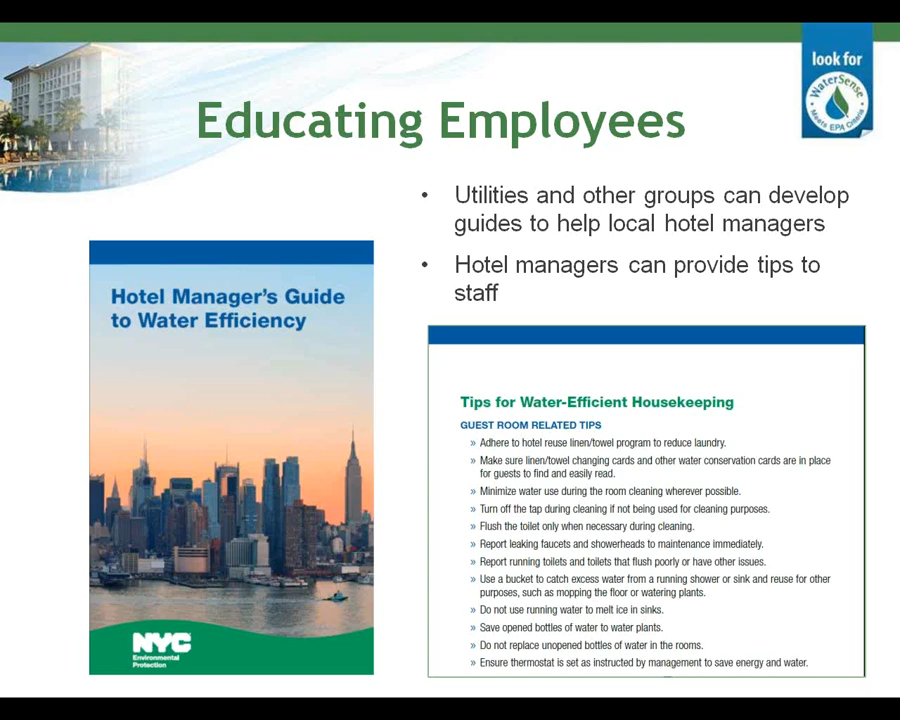 look for
WaterSense
Meets EPA Criteria
Educating Employees
• Utilities and other groups can develop
guides to help local hotel managers
• Hotel managers can provide tips to
staff
Hotel Manager's Guide
to Water Efficiency
NYC
Environmental
Protection
Tips for Water-Efficient Housekeeping
GUEST ROOM RELATED TIPS
» Adhere to hotel reuse linen/towel program to reduce laundry.
» Make sure linen/towel changing cards and other water conservation cards are in place
for guests to find and easily read.
» Minimize water use during the room cleaning wherever possible.
» Turn off the tap during cleaning if not being used for cleaning purposes.
» Flush the toilet only when necessary during cleaning.
» Report leaking faucets and showerheads to maintenance immediately.
» Report running toilets and toilets that flush poorly or have other issues.
» Use a bucket to catch excess water from a running shower or sink and reuse for other
purposes, such as mopping the floor or watering plants.
» Do not use running water to melt ice in sinks.
» Save opened bottles of water to water plants.
» Do not replace unopened bottles of water in the rooms.
» Ensure thermostat is set as instructed by management to save energy and water.